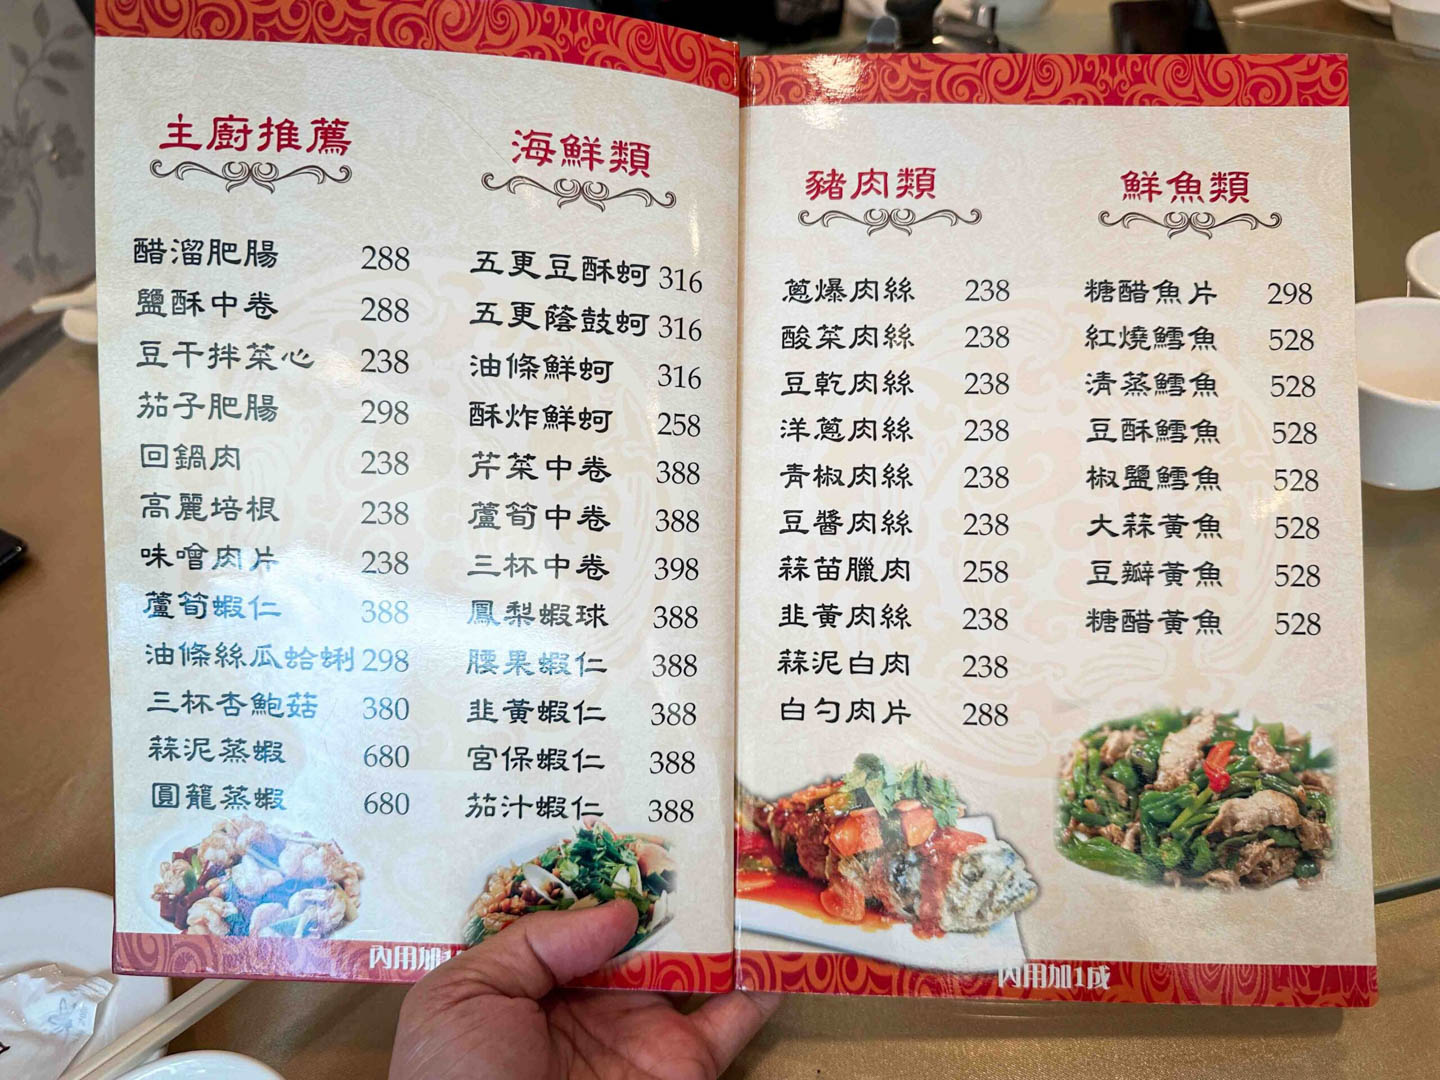 主廚推薦
醋溜肥腸 288
鹽酥中卷 288
豆干拌菜心 238
茄子肥腸 298
回鍋肉 238
高麗培根 238
味噌肉片 238
蘆筍蝦仁 388
油條絲瓜蛤蜊 298
三杯杏鮑菇 380
蒜泥蒸蝦 680
圓籠蒸蝦 680
海鮮類
五更豆酥蚵 316
五更蔭鼓蚵 316
油條鮮蚵 316
酥炸鮮蚵 258
芹菜中卷 388
蘆筍中卷 388
三杯中卷 398
鳳梨蝦球 388
腰果蝦仁 388
韭黃蝦仁 388
宮保蝦仁 388
茄汁蝦仁 388
內用加1
豬肉類
蔥爆肉絲 238
酸菜肉絲 238
豆乾肉絲 238
洋蔥肉絲 238
青椒肉絲 238
豆醬肉絲 238
蒜苗臘肉 258
韭黃肉絲 238
蒜泥白肉 238
白勺肉片 288
鮮魚類
糖醋魚片 298
紅燒鱈魚 528
清蒸鱈魚 528
豆酥鱈魚 528
椒鹽鱈魚 528
大蒜黃魚 528
豆瓣黃魚 528
糖醋黃魚 528
內用加1成